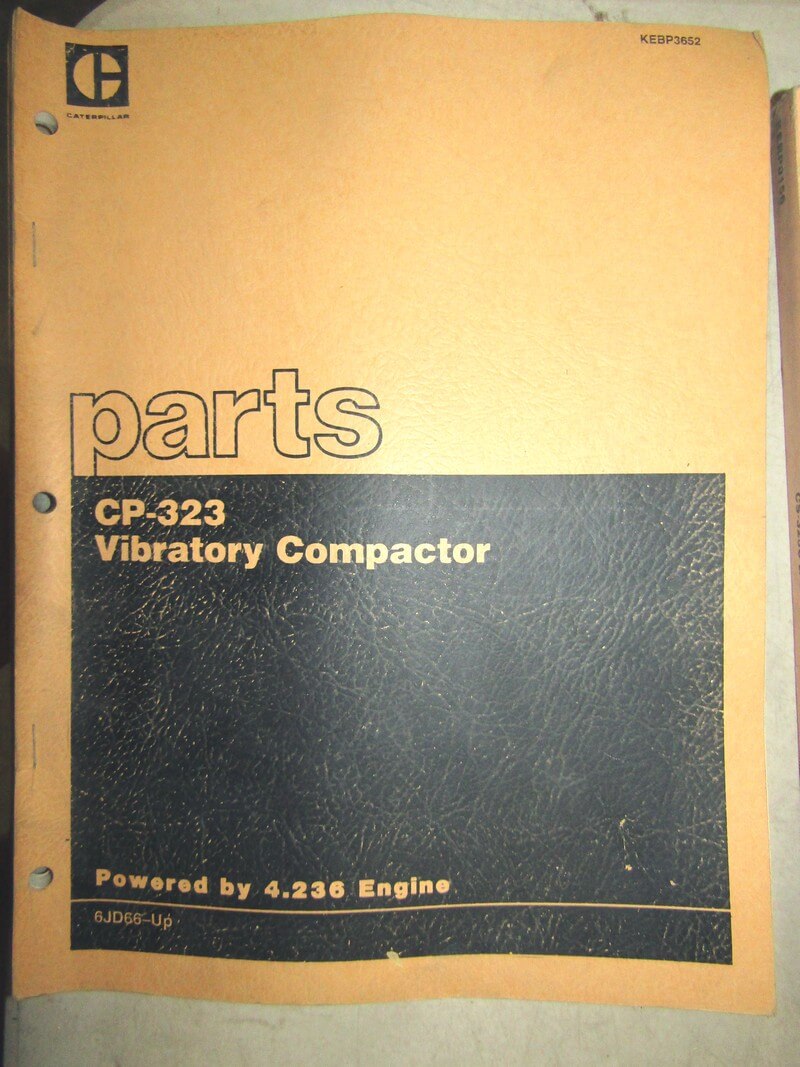 KEBP3652
CATERPILLAR
parts
CP-323
Vibratory Compactor
Powered by 4.236 Engine
6JD66-Up